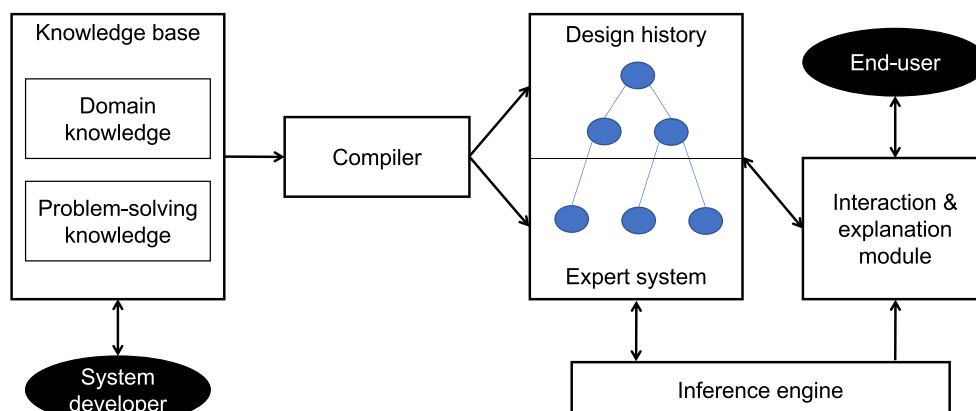 Knowledge base
Domain
knowledge
Problem-solving
knowledge
System
developer
Compiler
Design history
Expert system
End-user
Interaction &
explanation
module
Inference engine